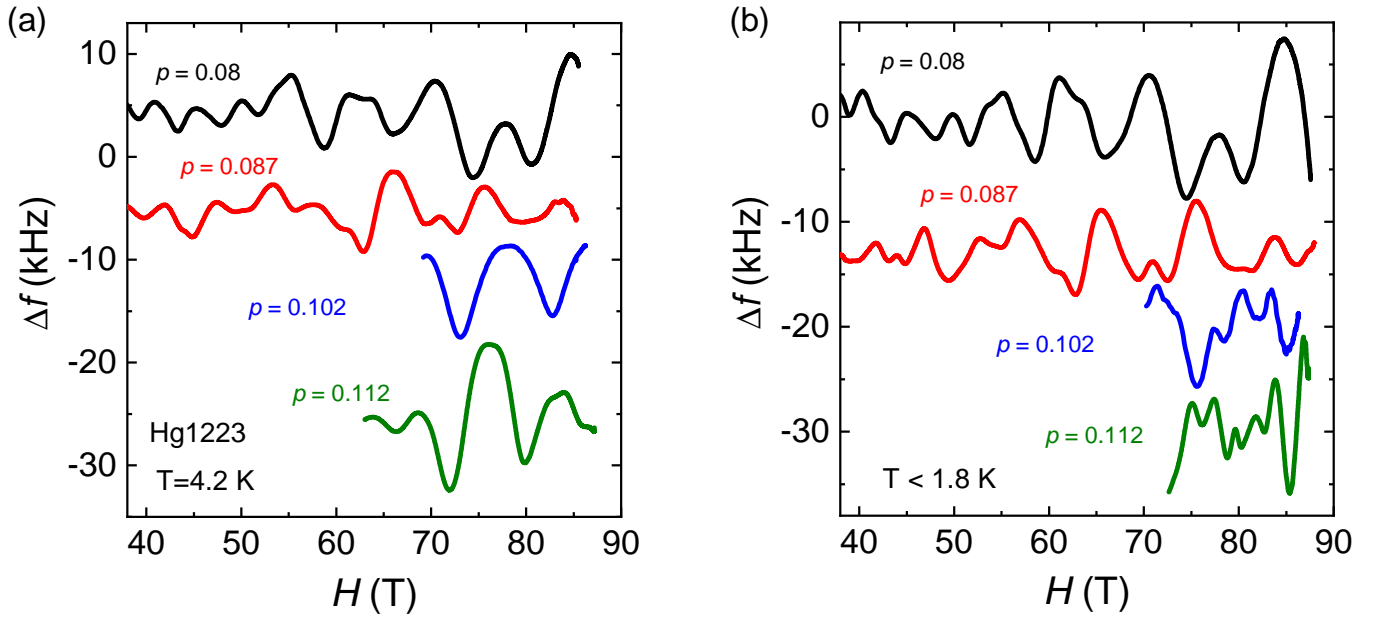 (a)
10
0
-10
-20
-30
Δf (kHz)
p = 0.08
p = 0.087
p = 0.102
p = 0.112
Hg1223
T=4.2 K
40 50 60 70 80 90
H (T)
(b)
0
-10
-20
-30
Δf (kHz)
p = 0.08
p = 0.087
p = 0.102
p = 0.112
T < 1.8 K
40 50 60 70 80 90
H (T)